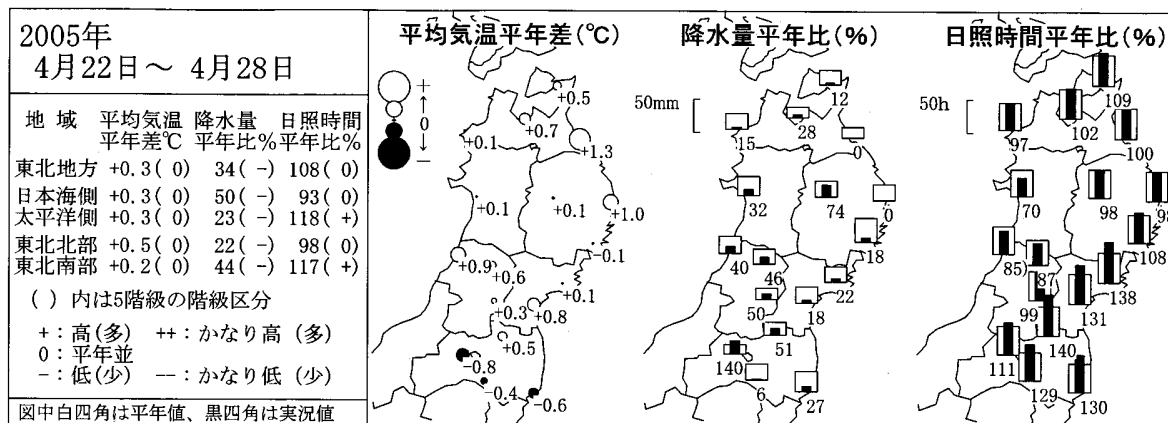 2005年
4月22日～ 4月28日
地 域 平均気温 降水量 日照時間
平年差℃ 平年比% 平年比%
東北地方 +0.3( 0) 34( -) 108( 0)
日本海側 +0.3( 0) 50( -) 93( 0)
太平洋側 +0.3( 0) 23( -) 118( +)
東北北部 +0.5( 0) 22( -) 98( 0)
東北南部 +0.2( 0) 44( -) 117( +)
( ) 内は5階級の階級区分
+：高(多) ++：かなり高 (多)
0：平年並
-：低(少) --：かなり低 (少)
図中白四角は平年値、黒四角は実況値
平均気温平年差(℃)
+
↑
0
↓
-
+0.5
+0.7
+0.1
+1.3
+0.1
+0.1
+1.0
-0.1
+0.9
+0.6
+0.1
+0.3
+0.8
+0.5
-0.8
-0.4
-0.6
降水量平年比(%)
50mm
12
28
15
0
32
74
0
18
40
46
22
50
18
51
140
6
27
日照時間平年比(%)
50h
109
102
97
100
70
98
98
108
85
87
138
99
131
140
111
129
130